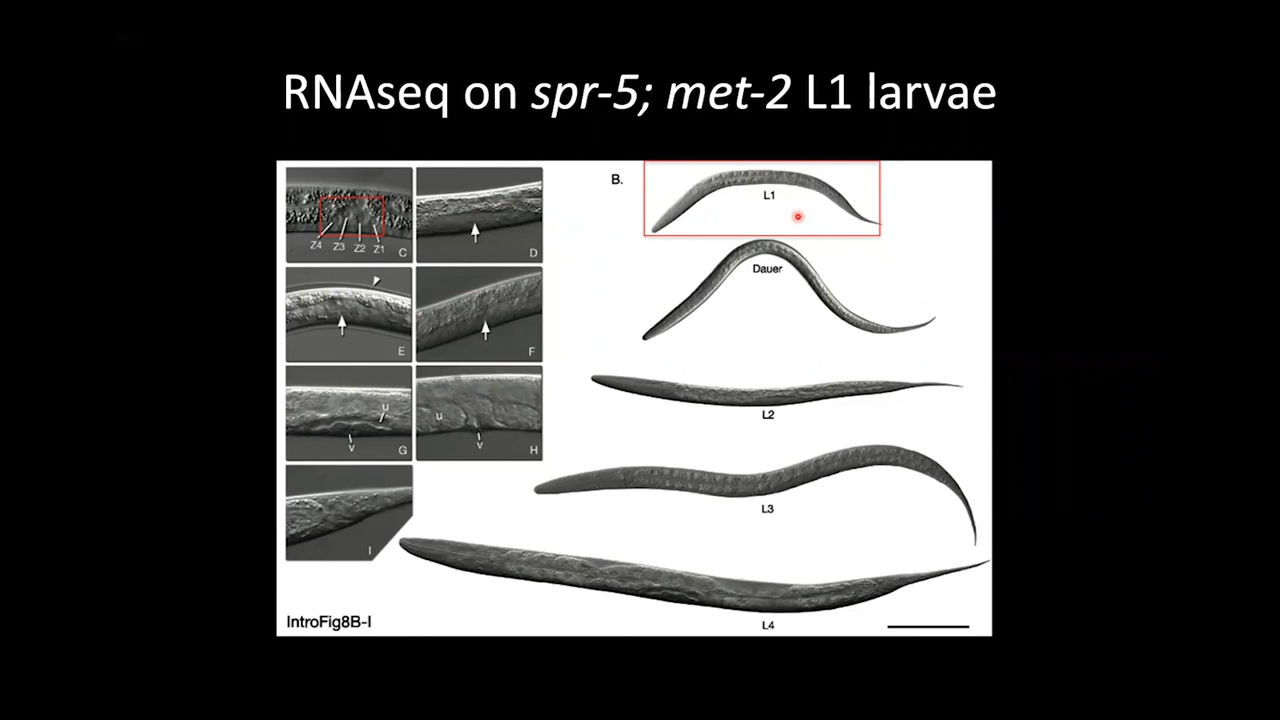 RNAseq on spr-5; met-2 L1 larvae
Z4 Z3 Z2 Z1
C
D
E
F
u
v
G
u
v
H
I
B.
L1
Dauer
L2
L3
L4
IntroFig8B-I